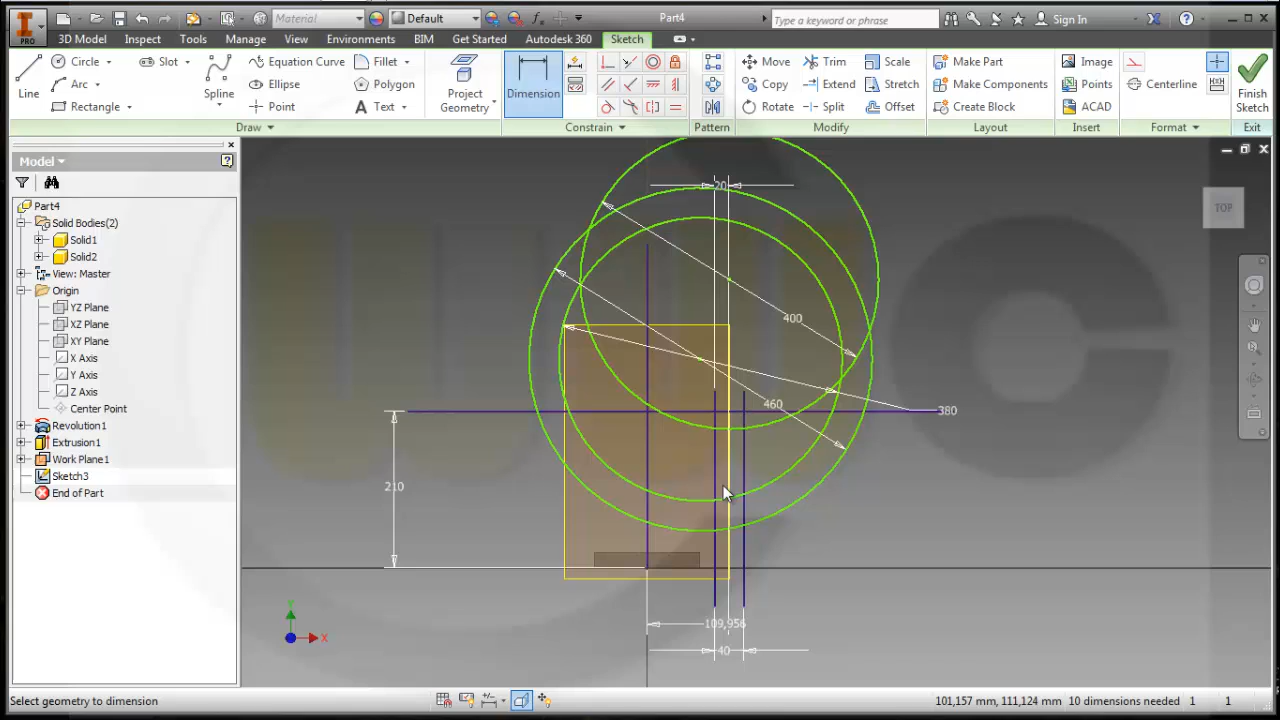 Material
Default
Part4
Type a keyword or phrase
Sign In
PRO
3D Model
Inspect
Tools
Manage
View
Environments
BIM
Get Started
Autodesk 360
Sketch
Line
Circle
Arc
Rectangle
Slot
Spline
Equation Curve
Ellipse
Point
Fillet
Polygon
Text
Project
Geometry
Dimension
Move
Copy
Rotate
Trim
Extend
Split
Scale
Stretch
Offset
Make Part
Make Components
Create Block
Image
Points
ACAD
Centerline
Finish
Sketch
Draw
Constrain
Pattern
Modify
Layout
Insert
Format
Exit
Model
Part4
Solid Bodies(2)
Solid1
Solid2
View: Master
Origin
YZ Plane
XZ Plane
XY Plane
X Axis
Y Axis
Z Axis
Center Point
Revolution1
Extrusion1
Work Plane1
Sketch3
End of Part
20
TOP
400
460
380
210
109,956
40
Y
X
Select geometry to dimension
101,157 mm, 111,124 mm
10 dimensions needed
1
1